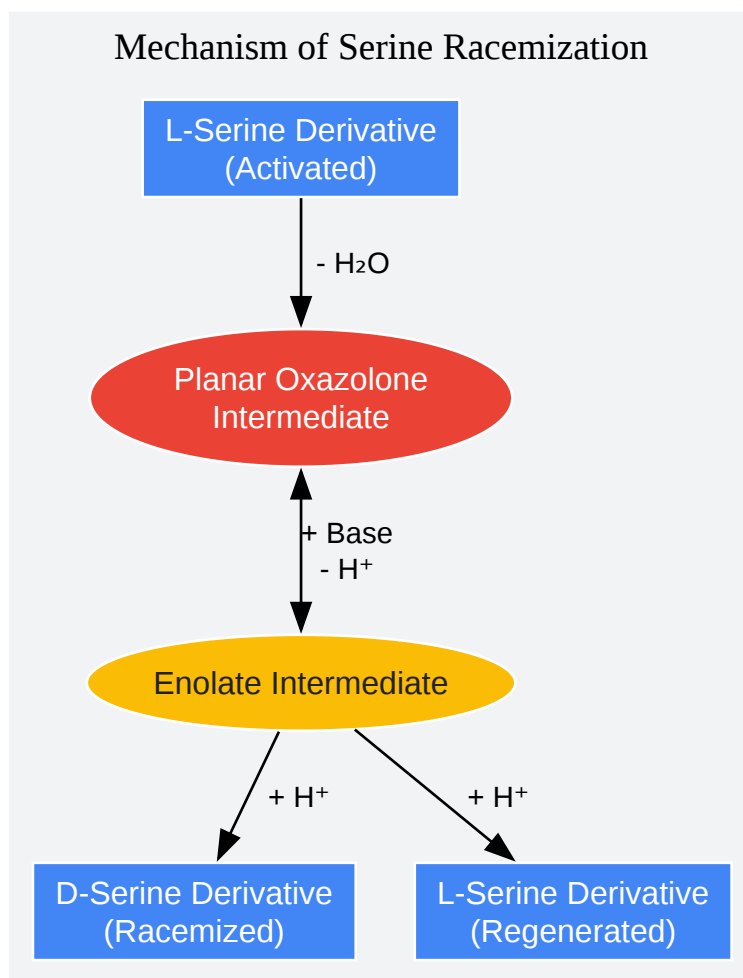 Mechanism of Serine Racemization
L-Serine Derivative
(Activated)
- H₂O
Planar Oxazolone
Intermediate
+ Base
- H⁺
Enolate Intermediate
+ H⁺
+ H⁺
D-Serine Derivative
(Racemized)
L-Serine Derivative
(Regenerated)